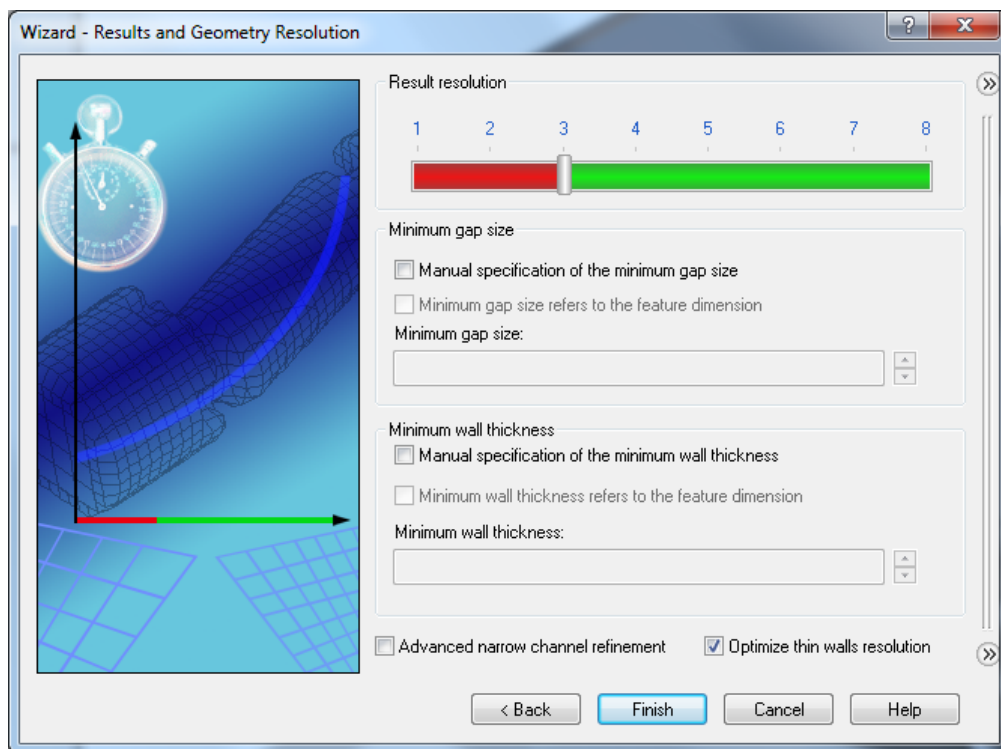 Wizard - Results and Geometry Resolution
Result resolution
1 2 3 4 5 6 7 8
Minimum gap size
Manual specification of the minimum gap size
Minimum gap size refers to the feature dimension
Minimum gap size:
Minimum wall thickness
Manual specification of the minimum wall thickness
Minimum wall thickness refers to the feature dimension
Minimum wall thickness:
Advanced narrow channel refinement Optimize thin walls resolution
< Back Finish Cancel Help